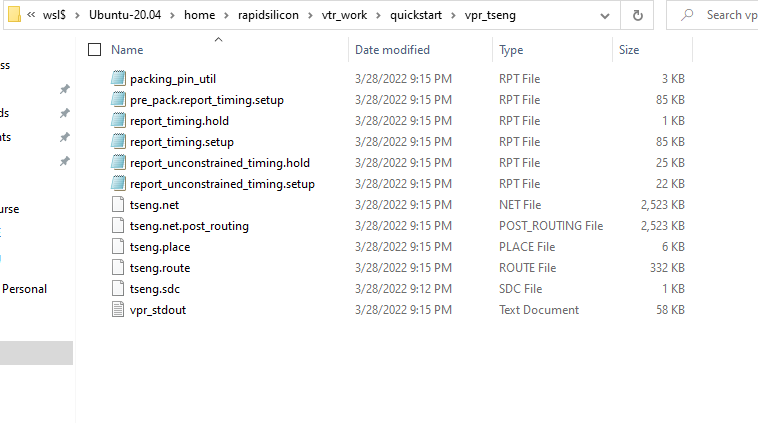 « wsl$ > Ubuntu-20.04 > home > rapidsilicon > vtr_work > quickstart > vpr_tseng Search vp
Name Date modified Type Size
ss
packing_pin_util 3/28/2022 9:15 PM RPT File 3 KB
pre_pack.report_timing.setup 3/28/2022 9:15 PM RPT File 85 KB
ds
report_timing.hold 3/28/2022 9:15 PM RPT File 1 KB
nts
report_timing.setup 3/28/2022 9:15 PM RPT File 85 KB
report_unconstrained_timing.hold 3/28/2022 9:15 PM RPT File 25 KB
report_unconstrained_timing.setup 3/28/2022 9:15 PM RPT File 22 KB
urse
tseng.net 3/28/2022 9:15 PM NET File 2,523 KB
tseng.net.post_routing 3/28/2022 9:15 PM POST_ROUTING File 2,523 KB
tseng.place 3/28/2022 9:15 PM PLACE File 6 KB
tseng.route 3/28/2022 9:15 PM ROUTE File 332 KB
Personal
tseng.sdc 3/28/2022 9:12 PM SDC File 1 KB
vpr_stdout 3/28/2022 9:15 PM Text Document 58 KB